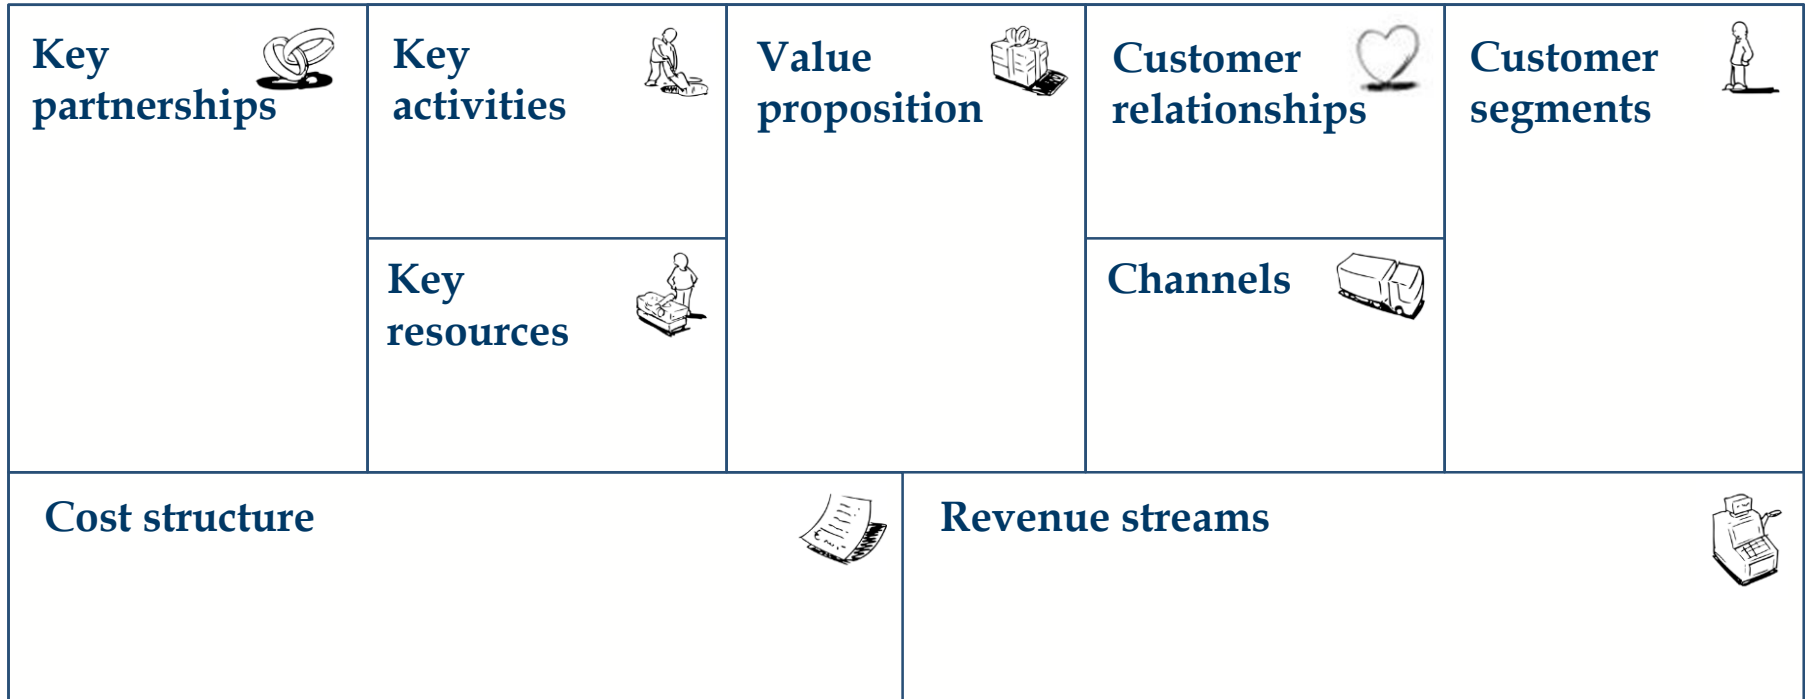 Key
partnerships
Key
activities
Key
resources
Value
proposition
Customer
relationships
Channels
Customer
segments
Cost structure
Revenue streams